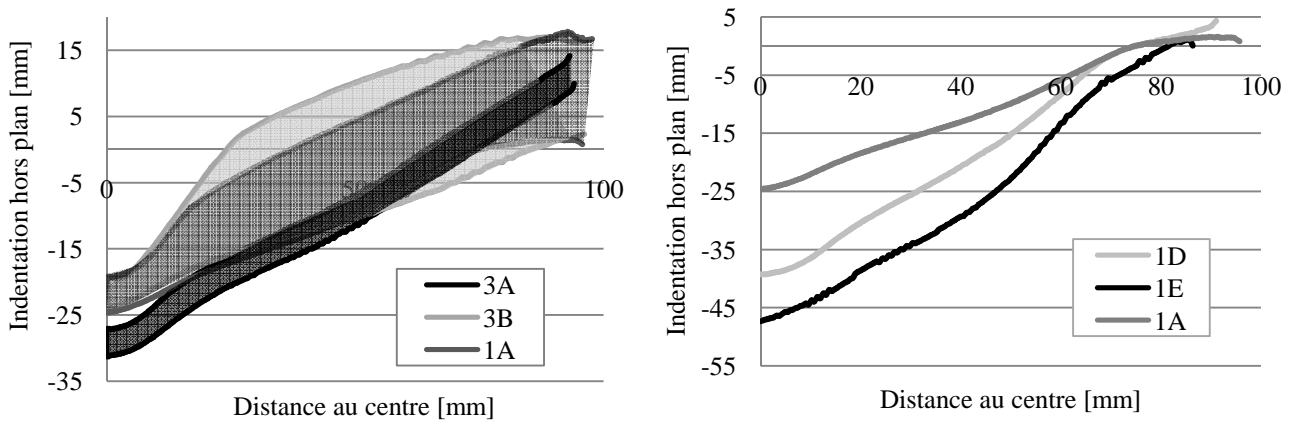 Indentation hors plan [mm]
15
5
-5
-15
-25
-35
0
50
100
3A
3B
1A
Distance au centre [mm]
Indentation hors plan [mm]
5
-5
-15
-25
-35
-45
-55
0 20 40 60 80 100
1D
1E
1A
Distance au centre [mm]